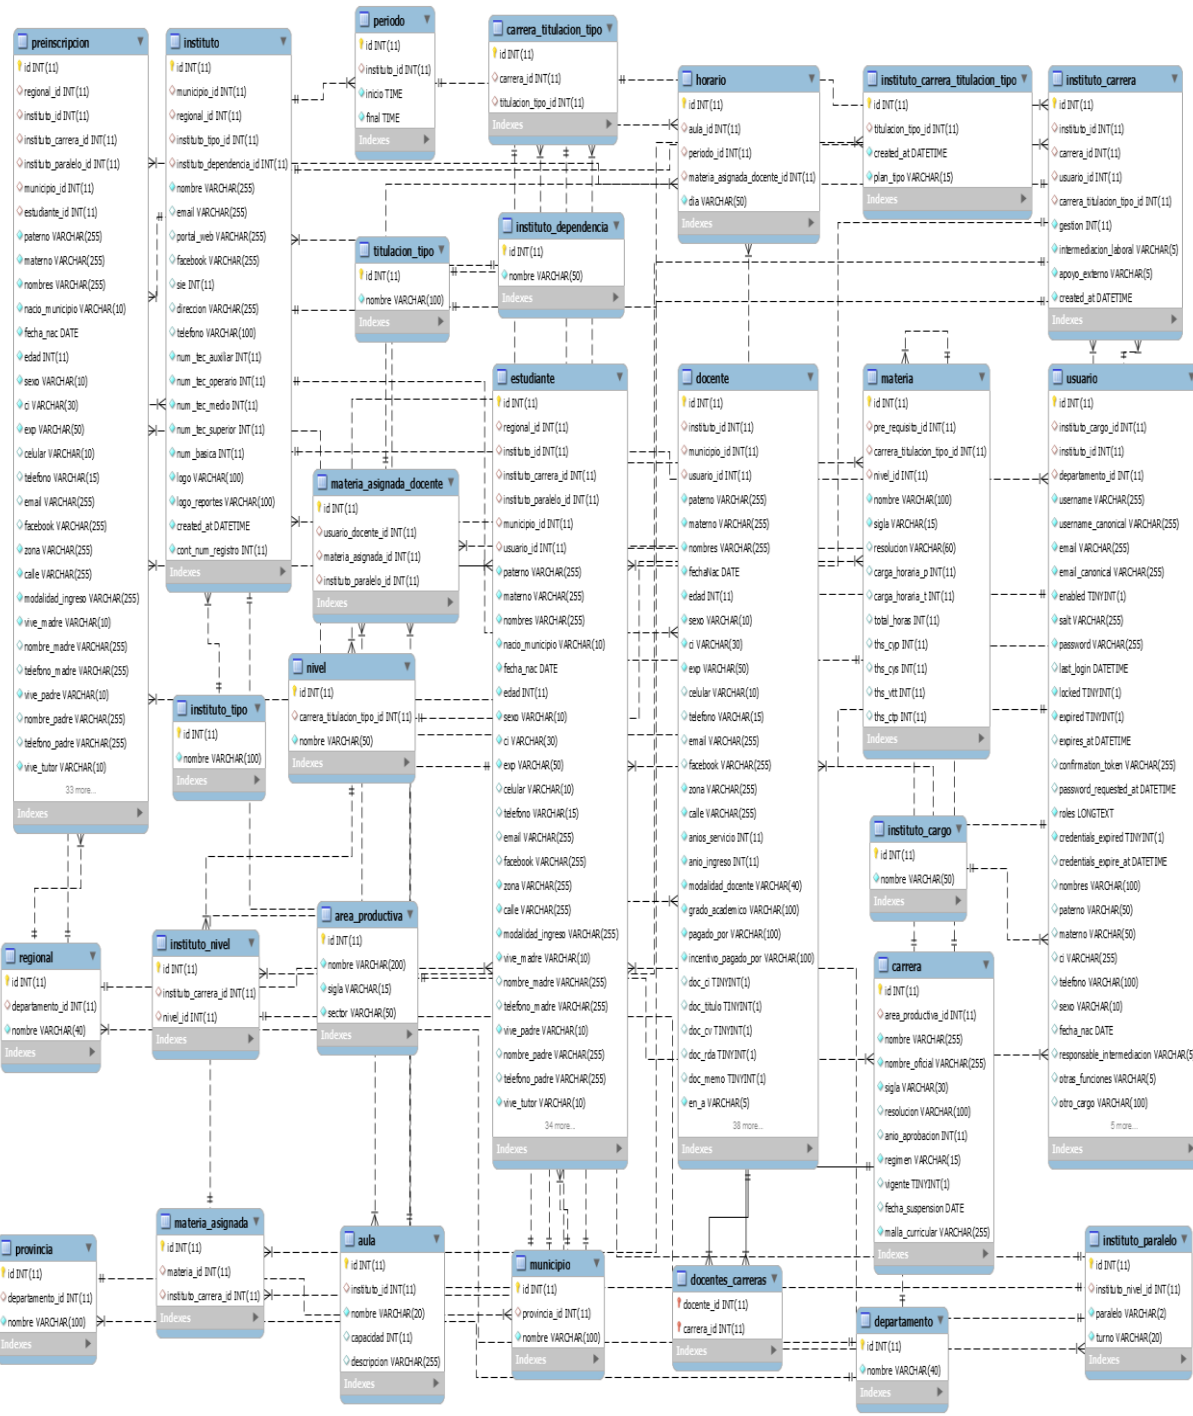 preinscripcion
id INT(11)
regional_id INT(11)
instituto_id INT(11)
instituto_carrera_id INT(11)
instituto_paralelo_id INT(11)
municipio_id INT(11)
estudiante_id INT(11)
paterno VARCHAR(255)
materno VARCHAR(255)
nombres VARCHAR(255)
nacio_municipio VARCHAR(10)
fecha_nac DATE
edad INT(11)
sexo VARCHAR(10)
ci VARCHAR(30)
exp VARCHAR(50)
celular VARCHAR(10)
telefono VARCHAR(15)
email VARCHAR(255)
facebook VARCHAR(255)
zona VARCHAR(255)
calle VARCHAR(255)
modalidad_ingreso VARCHAR(255)
vive_madre VARCHAR(10)
nombre_madre VARCHAR(255)
telefono_madre VARCHAR(255)
vive_padre VARCHAR(10)
nombre_padre VARCHAR(255)
telefono_padre VARCHAR(255)
vive_tutor VARCHAR(10)
33 more...
Indexes
instituto
id INT(11)
municipio_id INT(11)
regional_id INT(11)
instituto_tipo_id INT(11)
instituto_dependencia_id INT(11)
nombre VARCHAR(255)
email VARCHAR(255)
portal_web VARCHAR(255)
facebook VARCHAR(255)
sie INT(11)
direccion VARCHAR(255)
telefono VARCHAR(100)
num_tec_auxiliar INT(11)
num_tec_operario INT(11)
num_tec_medio INT(11)
num_tec_superior INT(11)
num_basica INT(11)
logo VARCHAR(100)
logo_reportes VARCHAR(100)
created_at DATETIME
cont_num_registro INT(11)
Indexes
periodo
id INT(11)
instituto_id INT(11)
inicio TIME
final TIME
Indexes
carrera_titulacion_tipo
id INT(11)
carrera_id INT(11)
titulacion_tipo_id INT(11)
Indexes
horario
id INT(11)
aula_id INT(11)
periodo_id INT(11)
materia_asignada_docente_id INT(11)
dia VARCHAR(50)
Indexes
instituto_carrera_titulacion_tipo
id INT(11)
titulacion_tipo_id INT(11)
created_at DATETIME
plan_tipo VARCHAR(15)
Indexes
instituto_carrera
id INT(11)
instituto_id INT(11)
carrera_id INT(11)
usuario_id INT(11)
carrera_titulacion_tipo_id INT(11)
gestion INT(11)
intermediacion_laboral VARCHAR(5)
apoyo_externo VARCHAR(5)
created_at DATETIME
Indexes
titulacion_tipo
id INT(11)
nombre VARCHAR(100)
Indexes
instituto_dependencia
id INT(11)
nombre VARCHAR(50)
Indexes
estudiante
id INT(11)
regional_id INT(11)
instituto_id INT(11)
instituto_carrera_id INT(11)
instituto_paralelo_id INT(11)
municipio_id INT(11)
usuario_id INT(11)
paterno VARCHAR(255)
materno VARCHAR(255)
nombres VARCHAR(255)
nacio_municipio VARCHAR(10)
fecha_nac DATE
edad INT(11)
sexo VARCHAR(10)
ci VARCHAR(30)
exp VARCHAR(50)
celular VARCHAR(10)
telefono VARCHAR(15)
email VARCHAR(255)
facebook VARCHAR(255)
zona VARCHAR(255)
calle VARCHAR(255)
modalidad_ingreso VARCHAR(255)
vive_madre VARCHAR(10)
nombre_madre VARCHAR(255)
telefono_madre VARCHAR(255)
vive_padre VARCHAR(10)
nombre_padre VARCHAR(255)
telefono_padre VARCHAR(255)
vive_tutor VARCHAR(10)
34 more...
Indexes
docente
id INT(11)
instituto_id INT(11)
municipio_id INT(11)
usuario_id INT(11)
paterno VARCHAR(255)
materno VARCHAR(255)
nombres VARCHAR(255)
fechaNac DATE
edad INT(11)
sexo VARCHAR(10)
ci VARCHAR(30)
exp VARCHAR(50)
celular VARCHAR(10)
telefono VARCHAR(15)
email VARCHAR(255)
facebook VARCHAR(255)
zona VARCHAR(255)
calle VARCHAR(255)
anios_servicio INT(11)
anio_ingreso INT(11)
modalidad_docente VARCHAR(40)
grado_academico VARCHAR(100)
pagado_por VARCHAR(100)
incentivo_pagado_por VARCHAR(100)
doc_ci TINYINT(1)
doc_titulo TINYINT(1)
doc_cv TINYINT(1)
doc_rda TINYINT(1)
doc_memo TINYINT(1)
en_a VARCHAR(5)
38 more...
Indexes
materia
id INT(11)
pre_requisito_id INT(11)
carrera_titulacion_tipo_id INT(11)
nivel_id INT(11)
nombre VARCHAR(100)
sigla VARCHAR(15)
resolucion VARCHAR(60)
carga_horaria_p INT(11)
carga_horaria_t INT(11)
total_horas INT(11)
ths_cyp INT(11)
ths_cys INT(11)
ths_vtt INT(11)
ths_ctp INT(11)
Indexes
usuario
id INT(11)
instituto_cargo_id INT(11)
instituto_id INT(11)
departamento_id INT(11)
username VARCHAR(255)
username_canonical VARCHAR(255)
email VARCHAR(255)
email_canonical VARCHAR(255)
enabled TINYINT(1)
salt VARCHAR(255)
password VARCHAR(255)
last_login DATETIME
locked TINYINT(1)
expired TINYINT(1)
expires_at DATETIME
confirmation_token VARCHAR(255)
password_requested_at DATETIME
roles LONGTEXT
credentials_expired TINYINT(1)
credentials_expire_at DATETIME
nombres VARCHAR(100)
paterno VARCHAR(50)
materno VARCHAR(50)
ci VARCHAR(255)
telefono VARCHAR(100)
sexo VARCHAR(10)
fecha_nac DATE
responsable_intermediacion VARCHAR(5
otras_funciones VARCHAR(5)
otro_cargo VARCHAR(100)
5 more...
Indexes
materia_asignada_docente
id INT(11)
usuario_docente_id INT(11)
materia_asignada_id INT(11)
instituto_paralelo_id INT(11)
Indexes
nivel
id INT(11)
carrera_titulacion_tipo_id INT(11)
nombre VARCHAR(50)
Indexes
instituto_tipo
id INT(11)
nombre VARCHAR(100)
Indexes
instituto_cargo
id INT(11)
nombre VARCHAR(50)
Indexes
regional
id INT(11)
departamento_id INT(11)
nombre VARCHAR(40)
Indexes
instituto_nivel
id INT(11)
instituto_carrera_id INT(11)
nivel_id INT(11)
Indexes
area_productiva
id INT(11)
nombre VARCHAR(200)
sigla VARCHAR(15)
sector VARCHAR(50)
Indexes
carrera
id INT(11)
area_productiva_id INT(11)
nombre VARCHAR(255)
nombre_oficial VARCHAR(255)
sigla VARCHAR(30)
resolucion VARCHAR(100)
anio_aprobacion INT(11)
regimen VARCHAR(15)
vigente TINYINT(1)
fecha_suspension DATE
malla_curricular VARCHAR(255)
Indexes
provincia
id INT(11)
departamento_id INT(11)
nombre VARCHAR(100)
Indexes
materia_asignada
id INT(11)
materia_id INT(11)
instituto_carrera_id INT(11)
Indexes
aula
id INT(11)
instituto_id INT(11)
nombre VARCHAR(20)
capacidad INT(11)
descripcion VARCHAR(255)
Indexes
municipio
id INT(11)
provincia_id INT(11)
nombre VARCHAR(100)
Indexes
docentes_carreras
docente_id INT(11)
carrera_id INT(11)
Indexes
departamento
id INT(11)
nombre VARCHAR(40)
Indexes
instituto_paralelo
id INT(11)
instituto_nivel_id INT(11)
paralelo VARCHAR(2)
turno VARCHAR(20)
Indexes